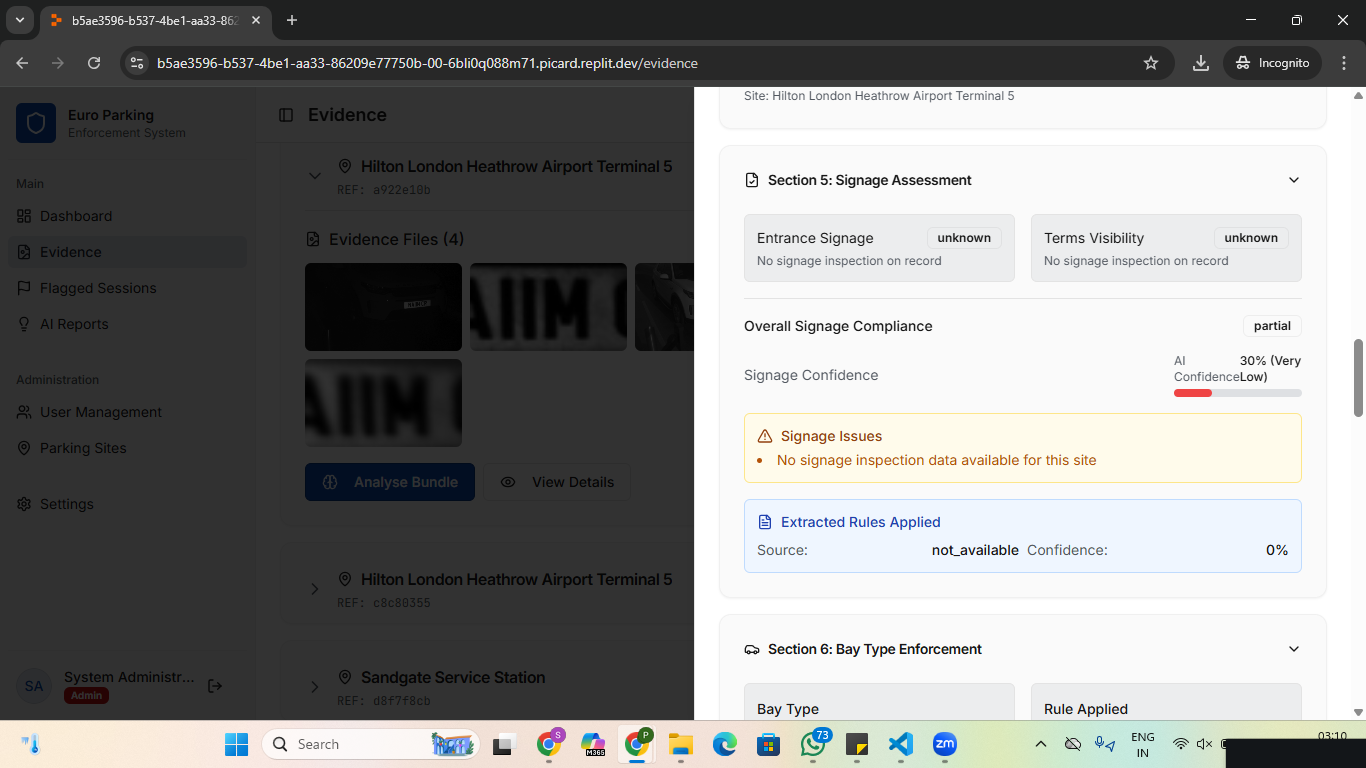 b5ae3596-b537-4be1-aa33-862
b5ae3596-b537-4be1-aa33-86209e77750b-00-6bli0q088m71.picard.replit.dev/evidence
Incognito
Euro Parking
Enforcement System
Main
Dashboard
Evidence
Flagged Sessions
AI Reports
Administration
User Management
Parking Sites
Settings
SA
System Administr...
Admin
Evidence
Hilton London Heathrow Airport Terminal 5
REF: a922e10b
Evidence Files (4)
Analyse Bundle
View Details
Hilton London Heathrow Airport Terminal 5
REF: c8c80355
Sandgate Service Station
REF: d8f7f8cb
Site: Hilton London Heathrow Airport Terminal 5
Section 5: Signage Assessment
Entrance Signage unknown
No signage inspection on record
Terms Visibility unknown
No signage inspection on record
Overall Signage Compliance partial
Signage Confidence
AI Confidence 30% (Very Low)
Signage Issues
• No signage inspection data available for this site
Extracted Rules Applied
Source: not_available Confidence: 0%
Section 6: Bay Type Enforcement
Bay Type
Rule Applied
Search
S
M365
P
73
zm
ENG
IN
03:10